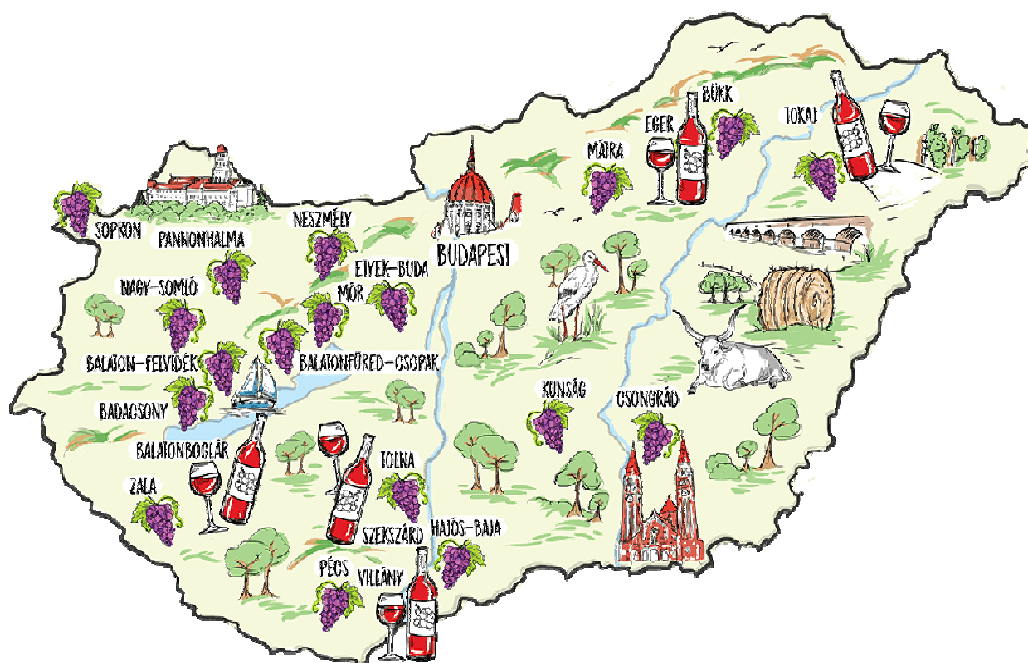 BÜKK
EGER
TOKAJ
MÁTRA
NESZMÉLY
SOPRON
PANNONHALMA
BUDAPEST
ETYEK-BUDA
NAGY-SOMLÓ
MÓR
BALATON-FELVIDÉK
BALATONFÜRED-CSOPAK
BADACSONY
KUNSÁG
CSONGRÁD
BALATONBOGLÁR
TOLNA
ZALA
SZEKSZÁRD
HAJÓS-BAJA
PÉCS
VILLÁNY